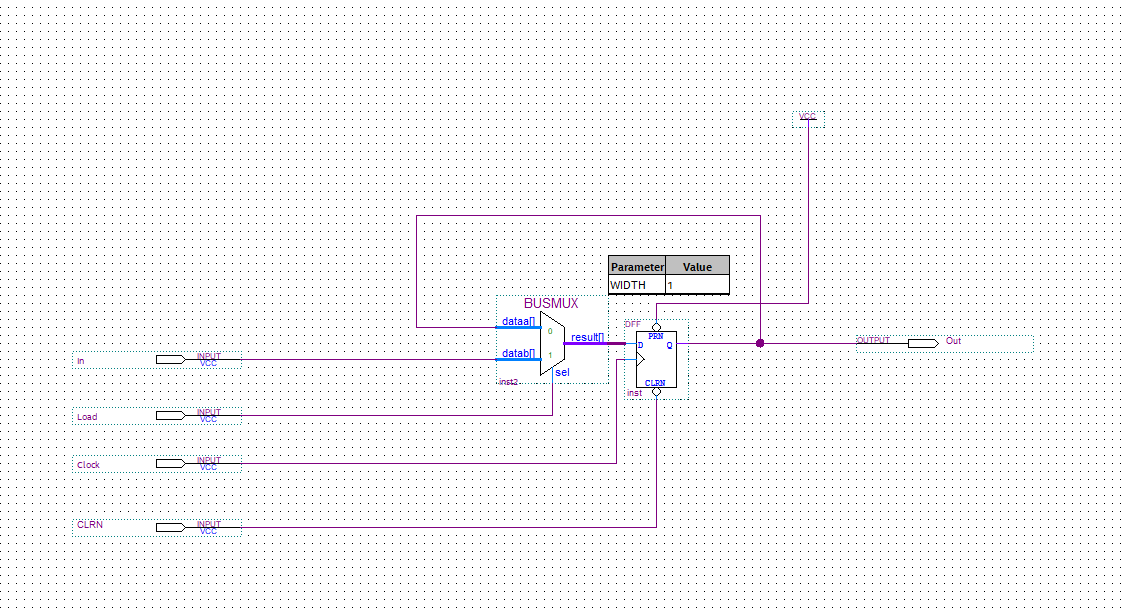 VCC
Parameter Value
WIDTH 1
BUSMUX
dataa[]
0
result[]
datab[]
1
sel
inst2
DFF
PRN
D Q
CLRN
inst
OUTPUT Out
In INPUT
VCC
Load INPUT
VCC
Clock INPUT
VCC
CLRN INPUT
VCC